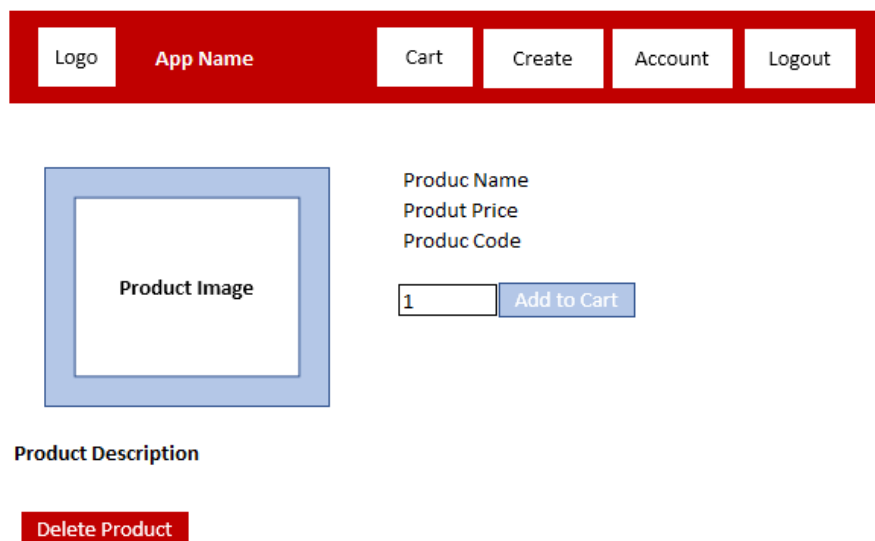 Logo App Name Cart Create Account Logout
Produc Name
Produt Price
Produc Code
Product Image
1 Add to Cart
Product Description
Delete Product